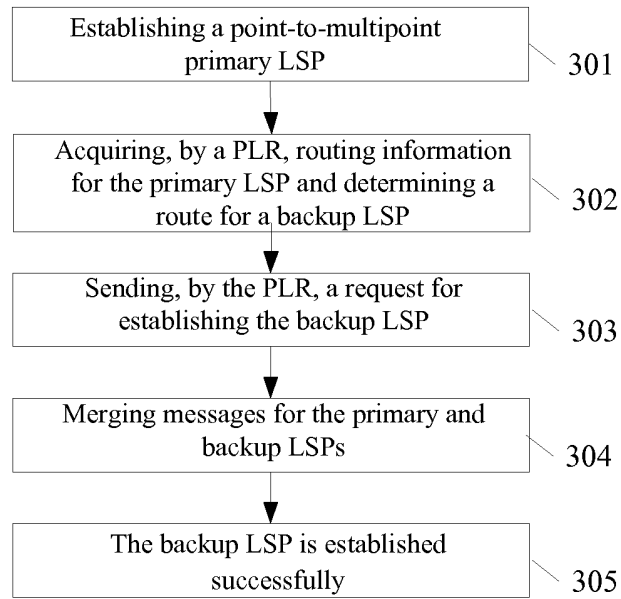 Establishing a point-to-multipoint
primary LSP
301
Acquiring, by a PLR, routing information
for the primary LSP and determining a
route for a backup LSP
302
Sending, by the PLR, a request for
establishing the backup LSP
303
Merging messages for the primary and
backup LSPs
304
The backup LSP is established
successfully
305